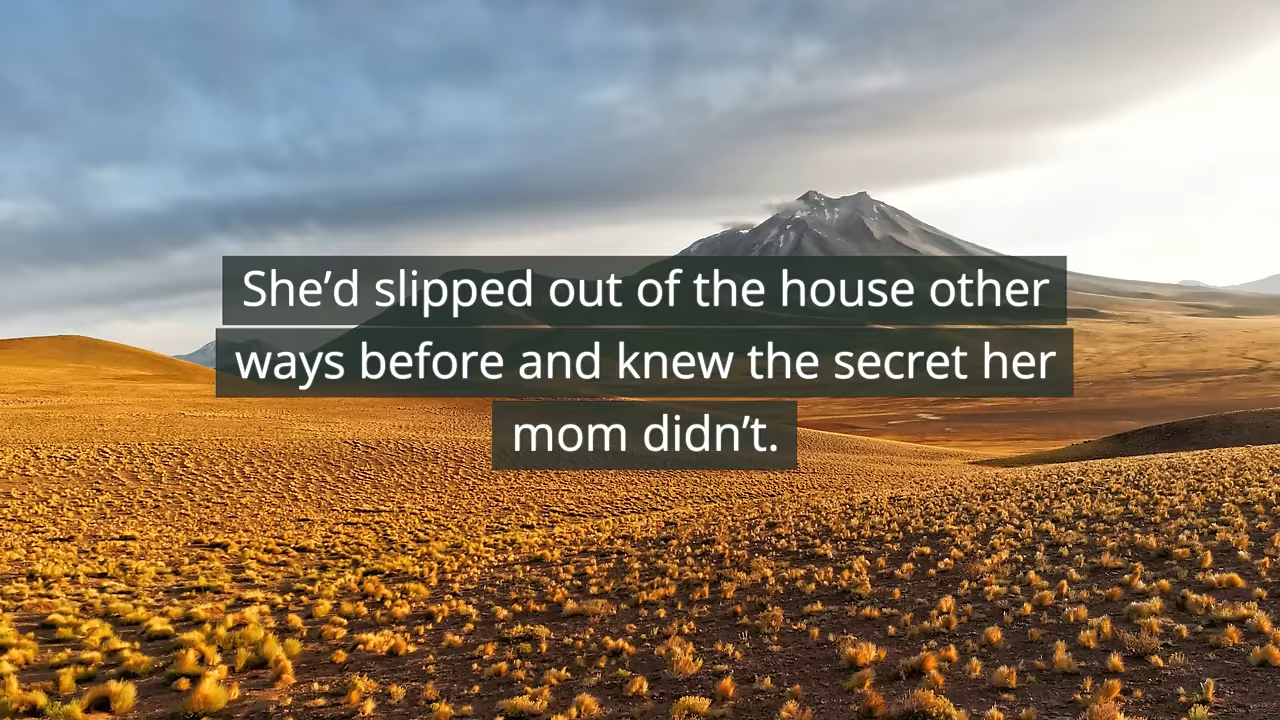 She’d slipped out of the house other
ways before and knew the secret her
mom didn’t.